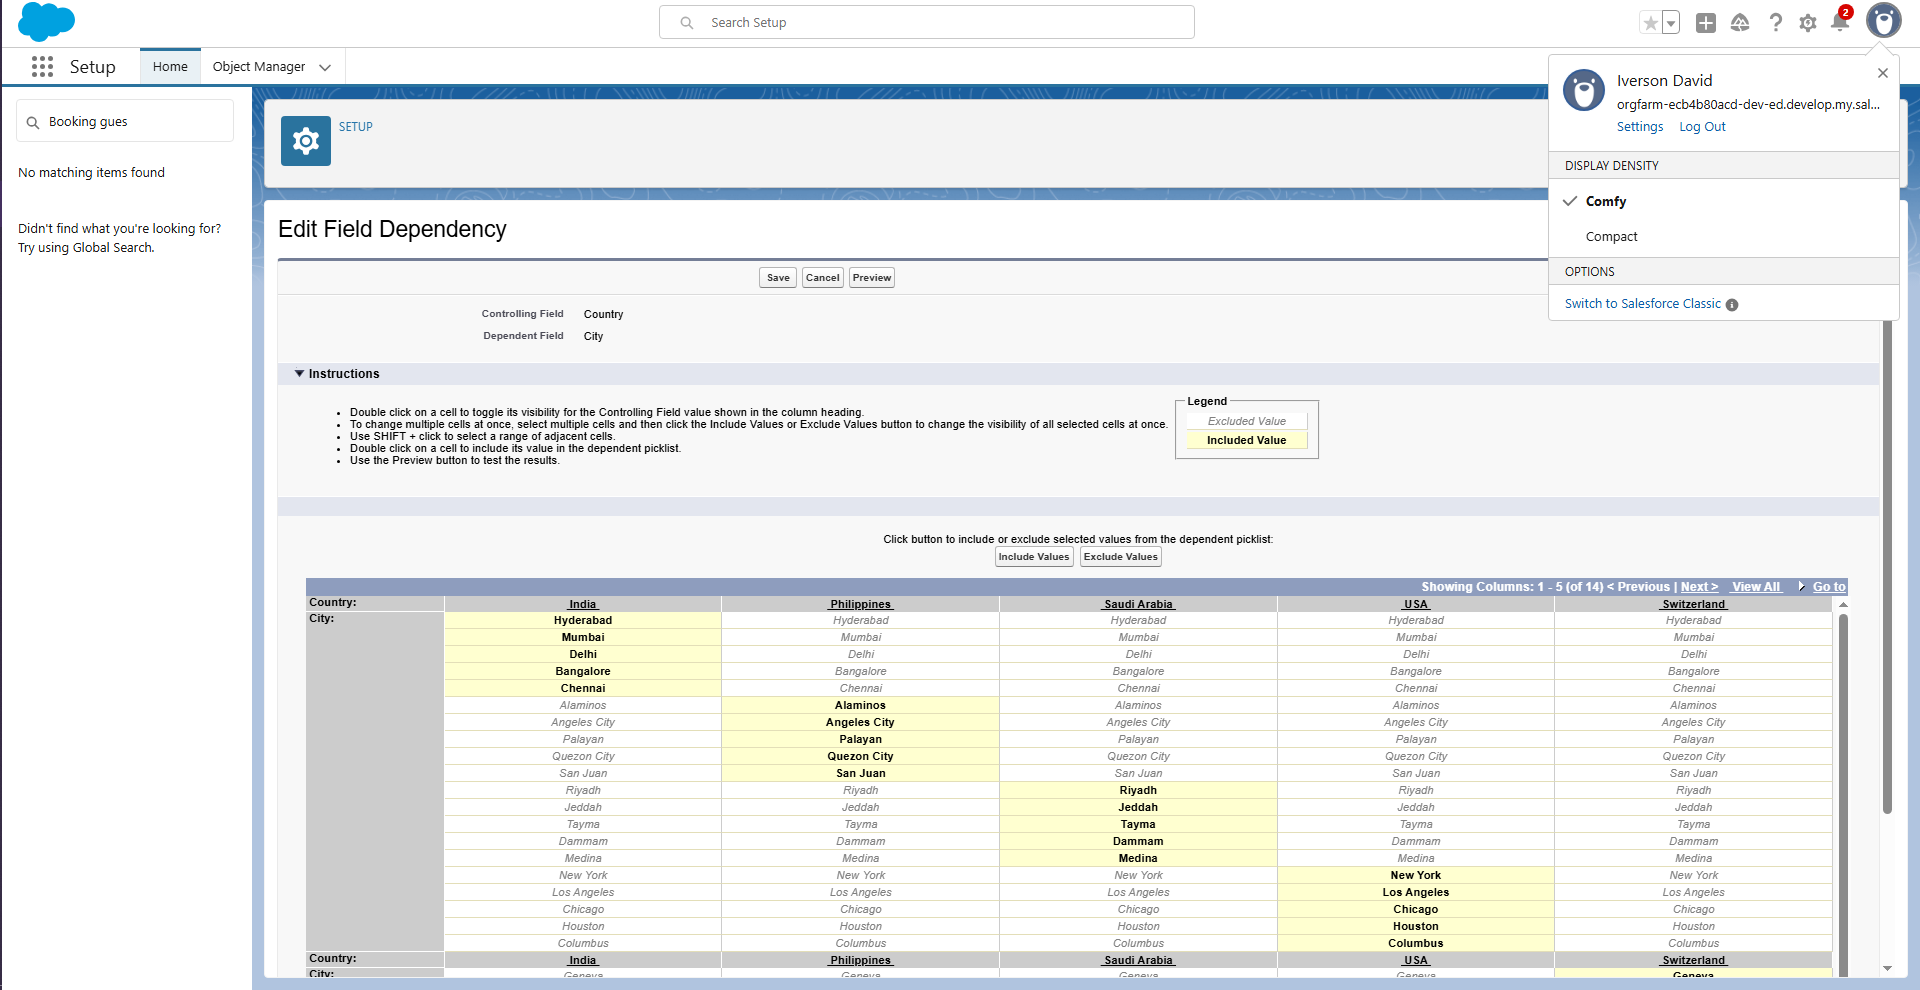 Search Setup
2
Setup
Home
Object Manager
Iverson David
orgfarm-ecb4b80acd-dev-ed.develop.my.sal...
Settings Log Out
DISPLAY DENSITY
Comfy
Compact
OPTIONS
Switch to Salesforce Classic
Booking gues
No matching items found
Didn't find what you're looking for?
Try using Global Search.
SETUP
Edit Field Dependency
Save Cancel Preview
Controlling Field Country
Dependent Field City
Instructions
Double click on a cell to toggle its visibility for the Controlling Field value shown in the column heading.
To change multiple cells at once, select multiple cells and then click the Include Values or Exclude Values button to change the visibility of all selected cells at once.
Use SHIFT + click to select a range of adjacent cells.
Double click on a cell to include its value in the dependent picklist.
Use the Preview button to test the results.
Legend
Excluded Value
Included Value
Click button to include or exclude selected values from the dependent picklist:
Include Values Exclude Values
Showing Columns: 1 - 5 (of 14) < Previous | Next > View All Go to
Country: India Philippines Saudi Arabia USA Switzerland
City: Hyderabad Hyderabad Hyderabad Hyderabad Hyderabad
Mumbai Mumbai Mumbai Mumbai Mumbai
Delhi Delhi Delhi Delhi Delhi
Bangalore Bangalore Bangalore Bangalore Bangalore
Chennai Chennai Chennai Chennai Chennai
Alaminos Alaminos Alaminos Alaminos Alaminos
Angeles City Angeles City Angeles City Angeles City Angeles City
Palayan Palayan Palayan Palayan Palayan
Quezon City Quezon City Quezon City Quezon City Quezon City
San Juan San Juan San Juan San Juan San Juan
Riyadh Riyadh Riyadh Riyadh Riyadh
Jeddah Jeddah Jeddah Jeddah Jeddah
Tayma Tayma Tayma Tayma Tayma
Dammam Dammam Dammam Dammam Dammam
Medina Medina Medina Medina Medina
New York New York New York New York New York
Los Angeles Los Angeles Los Angeles Los Angeles Los Angeles
Chicago Chicago Chicago Chicago Chicago
Houston Houston Houston Houston Houston
Columbus Columbus Columbus Columbus Columbus
Country: India Philippines Saudi Arabia USA Switzerland
City: Geneva Geneva Geneva Geneva Geneva